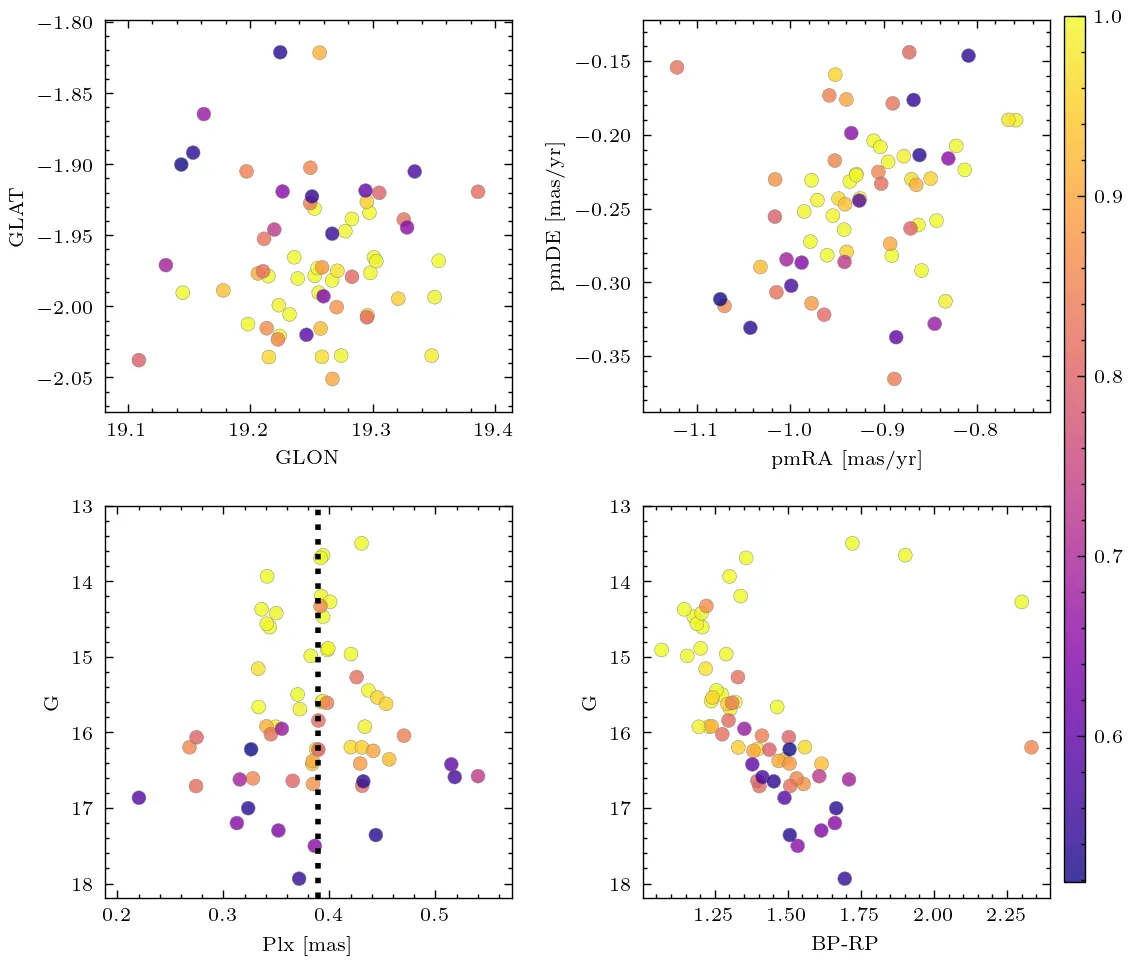 −1.80
−1.85
−1.90
−1.95
−2.00
−2.05
GLAT
19.1 19.2 19.3 19.4
GLON
−0.15
−0.20
−0.25
−0.30
−0.35
pmDE [mas/yr]
−1.1 −1.0 −0.9 −0.8
pmRA [mas/yr]
13
14
15
16
17
18
G
0.2 0.3 0.4 0.5
Plx [mas]
13
14
15
16
17
18
G
1.25 1.50 1.75 2.00 2.25
BP-RP
1.0
0.9
0.8
0.7
0.6